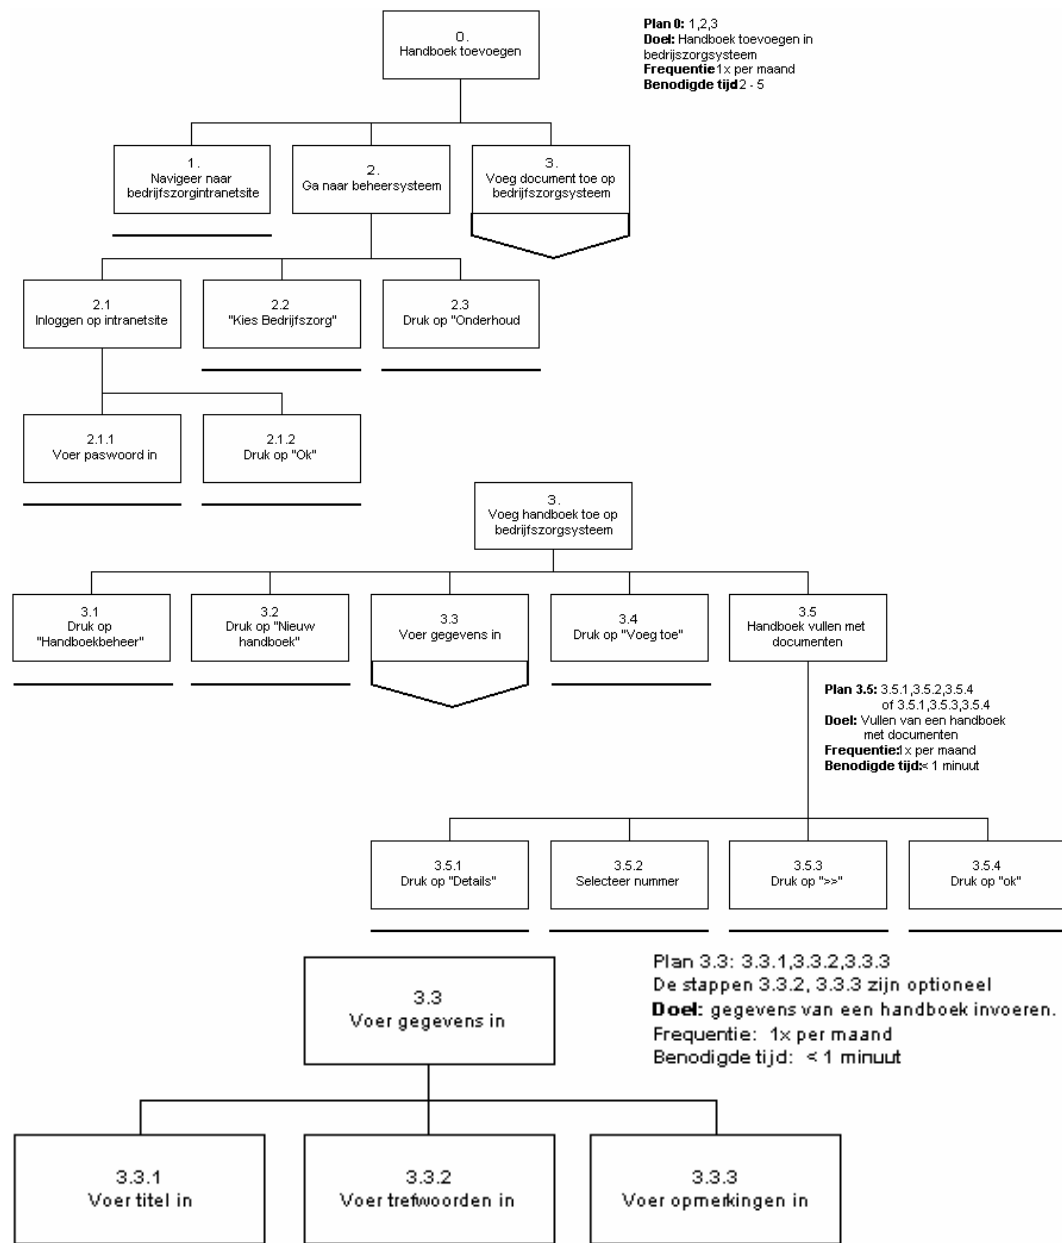 0.
Handboek toevoegen
Plan 0: 1,2,3
Doel: Handboek toevoegen in
bedrijszorgsysteem
Frequentie 1x per maand
Benodigde tijd 2 - 5
1.
Navigeer naar
bedrijfszorgintranetsite
2.
Ga naar beheersysteem
3.
Voeg document toe op
bedrijfszorgsysteem
2.1
Inloggen op intranetsite
2.2
"Kies Bedrijfszorg"
2.3
Druk op "Onderhoud
2.1.1
Voer paswoord in
2.1.2
Druk op "Ok"
3.
Voeg handboek toe op
bedrijfszorgsysteem
3.1
Druk op
"Handboekbeheer"
3.2
Druk op "Nieuw
handboek"
3.3
Voer gegevens in
3.4
Druk op "Voeg toe"
3.5
Handboek vullen met
documenten
Plan 3.5: 3.5.1,3.5.2,3.5.4
of 3.5.1,3.5.3,3.5.4
Doel: Vullen van een handboek
met documenten
Frequentie: 1x per maand
Benodigde tijd: < 1 minuut
3.5.1
Druk op "Details"
3.5.2
Selecteer nummer
3.5.3
Druk op ">>"
3.5.4
Druk op "ok"
Plan 3.3: 3.3.1,3.3.2,3.3.3
De stappen 3.3.2, 3.3.3 zijn optioneel
Doel: gegevens van een handboek invoeren.
Frequentie: 1x per maand
Benodigde tijd: < 1 minuut
3.3
Voer gegevens in
3.3.1
Voer titel in
3.3.2
Voer trefwoorden in
3.3.3
Voer opmerkingen in